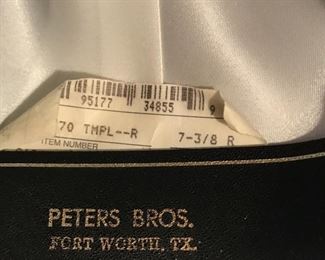 95177 34855 9
70 TMPL--R 7-3/8 R
ITEM NUMBER
PETERS BROS.
FORT WORTH, TX.